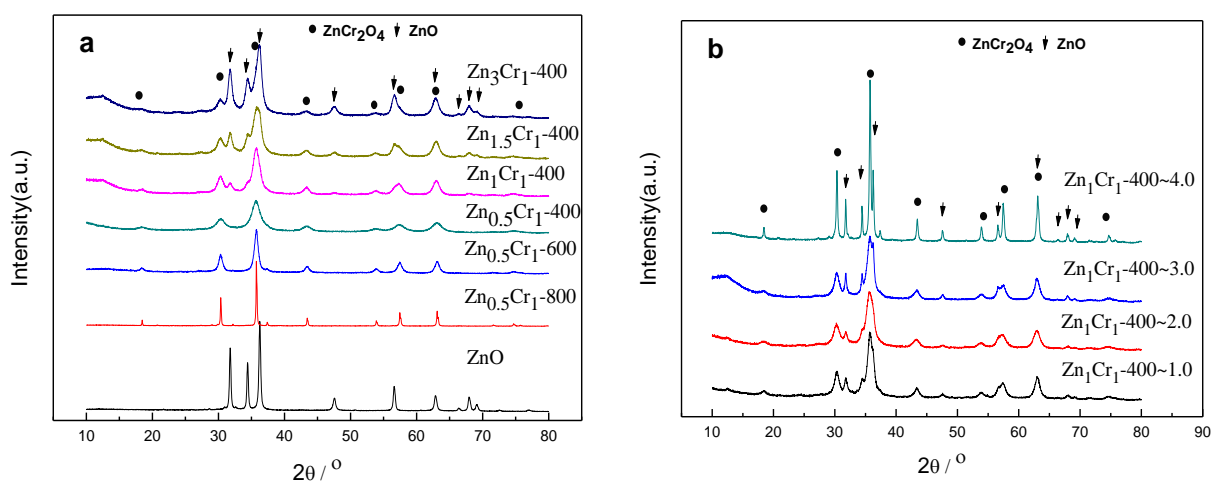 a
● ZnCr2O4 ZnO
Zn3Cr1-400
Zn1.5Cr1-400
Zn1Cr1-400
Zn0.5Cr1-400
Zn0.5Cr1-600
Zn0.5Cr1-800
ZnO
Intensity(a.u.)
10 20 30 40 50 60 70 80
2θ / o
b
● ZnCr2O4 ZnO
Zn1Cr1-400~4.0
Zn1Cr1-400~3.0
Zn1Cr1-400~2.0
Zn1Cr1-400~1.0
Intensity(a.u.)
10 20 30 40 50 60 70 80 90
2θ / o